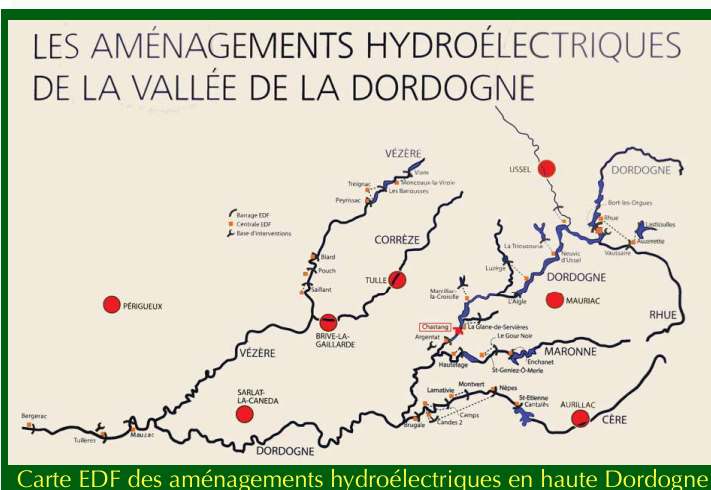 LES AMÉNAGEMENTS HYDROÉLECTRIQUES
DE LA VALLÉE DE LA DORDOGNE
VÉZÈRE
Viam
Monceaux-la-Virole
Treignac
Les Bariousses
Peyrissac
USSEL
DORDOGNE
Bort-les-Orgues
Rhue
Lastioulles
Auzerette
Vaussaire
Barrage EDF
Centrale EDF
Base d'interventions
CORRÈZE
La Triouzoune
Neuvic
d'Ussel
Luzège
Biard
Pouch
Saillant
TULLE
DORDOGNE
Marcillac-
la-Croisille
L'Aigle
MAURIAC
PÉRIGUEUX
RHUE
Chastang
La Glane-de-Servières
Argentat
Le Gour Noir
BRIVE-LA-
GAILLARDE
VÉZÈRE
MARONNE
Hautefage
Enchanet
St-Geniez-Ô-Merle
SARLAT-
LA-CANEDA
Lamativie
Montvert
Nèpes
St-Etienne
Cantalès
AURILLAC
CÈRE
Bergerac
Tuilères
Mauzac
Brugale
Candes 2
Camps
DORDOGNE
Carte EDF des aménagements hydroélectriques en haute Dordogne